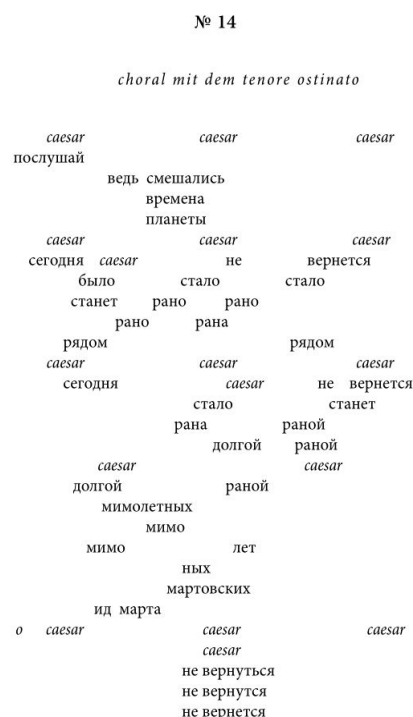 № 14
choral mit dem tenore ostinato
caesar caesar caesar
послушай
ведь смешались
времена
планеты
caesar caesar caesar
сегодня caesar не вернется
было стало стало
станет рано рано
рано рана
рядом рядом
caesar caesar caesar
сегодня caesar не вернется
стало станет
рана раной
долгой раной
caesar caesar
долгой раной
мимолетных
мимо
мимо лет
ных
мартовских
ид марта
о caesar caesar caesar
caesar
не вернуться
не вернутся
не вернется